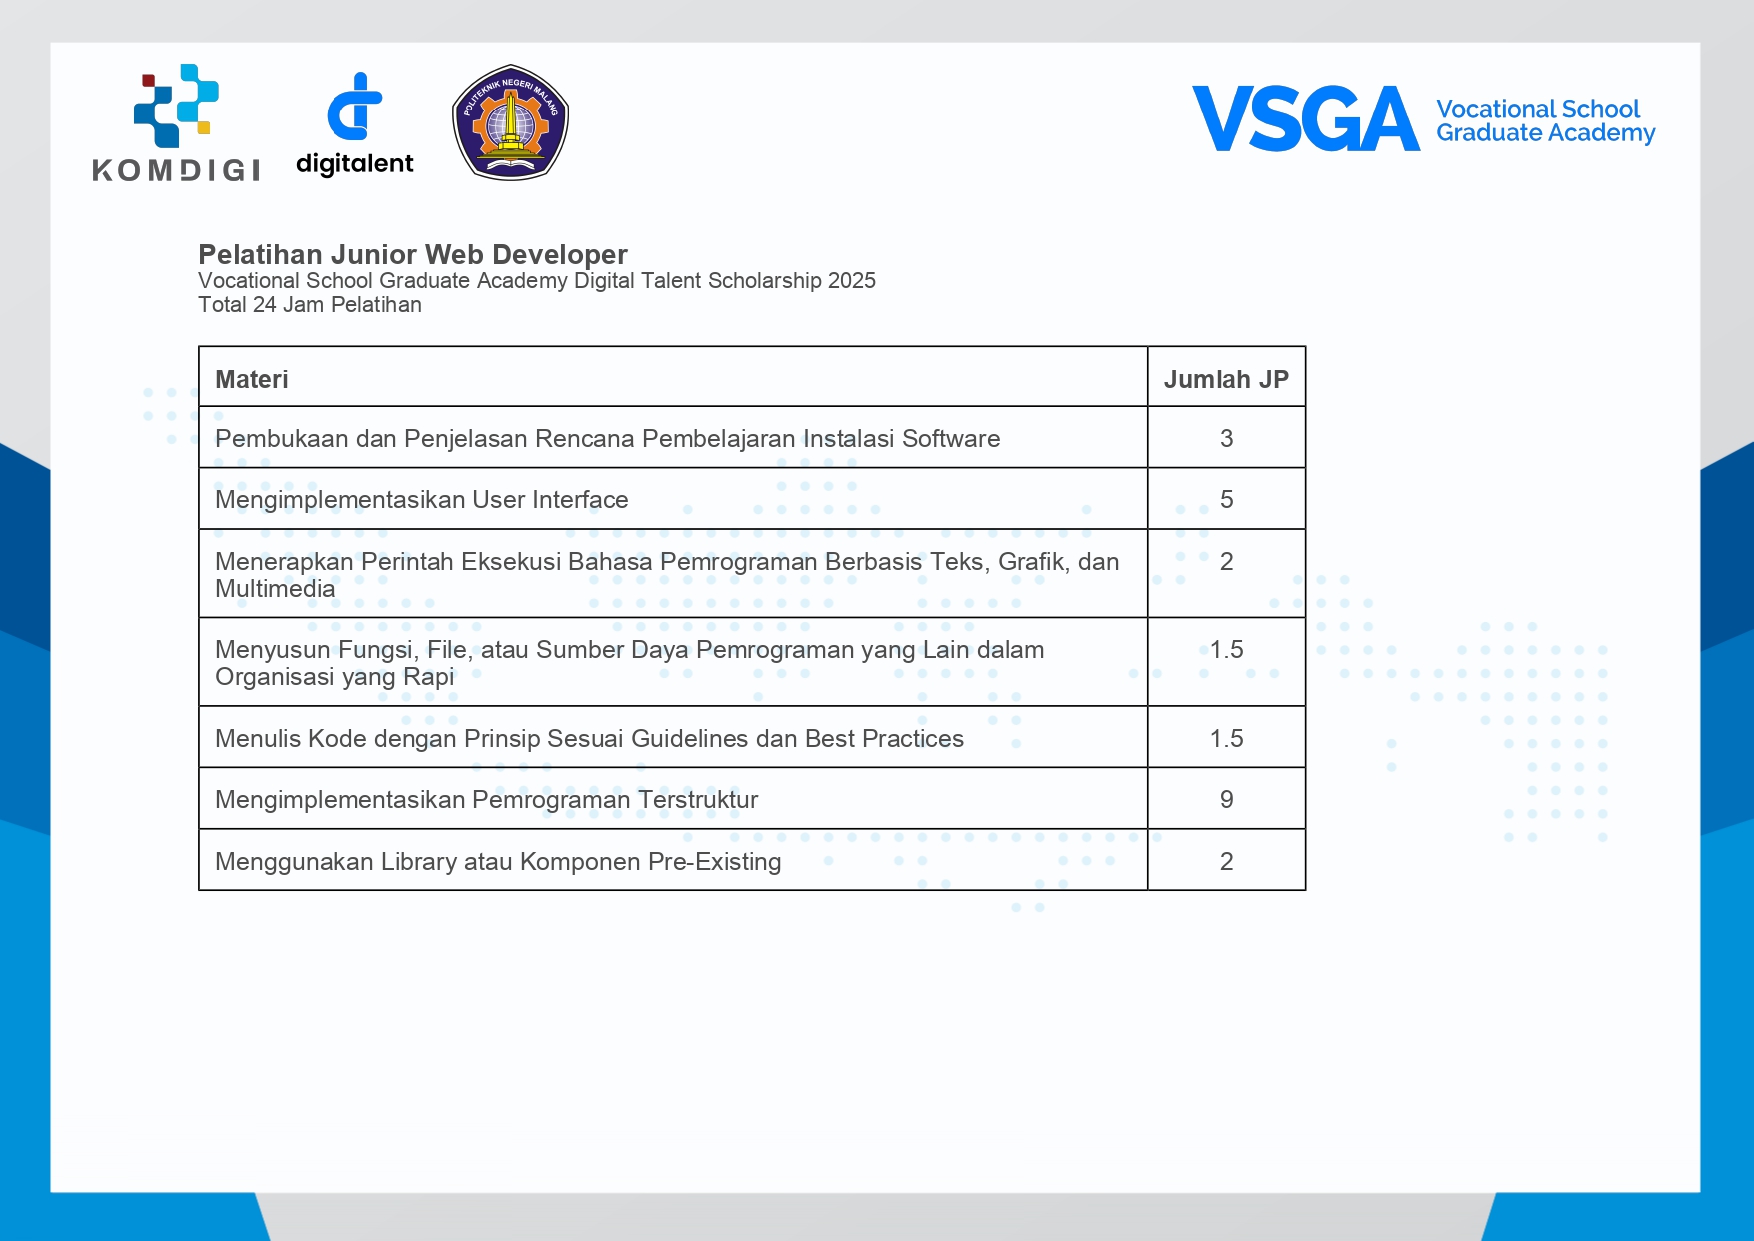 KOMDIGI
digitalent
POLITEKNIK NEGERI MALANG
VSGA
Vocational School
Graduate Academy
Pelatihan Junior Web Developer
Vocational School Graduate Academy Digital Talent Scholarship 2025
Total 24 Jam Pelatihan
Materi Jumlah JP
Pembukaan dan Penjelasan Rencana Pembelajaran Instalasi Software 3
Mengimplementasikan User Interface 5
Menerapkan Perintah Eksekusi Bahasa Pemrograman Berbasis Teks, Grafik, dan 2
Multimedia
Menyusun Fungsi, File, atau Sumber Daya Pemrograman yang Lain dalam 1.5
Organisasi yang Rapi
Menulis Kode dengan Prinsip Sesuai Guidelines dan Best Practices 1.5
Mengimplementasikan Pemrograman Terstruktur 9
Menggunakan Library atau Komponen Pre-Existing 2